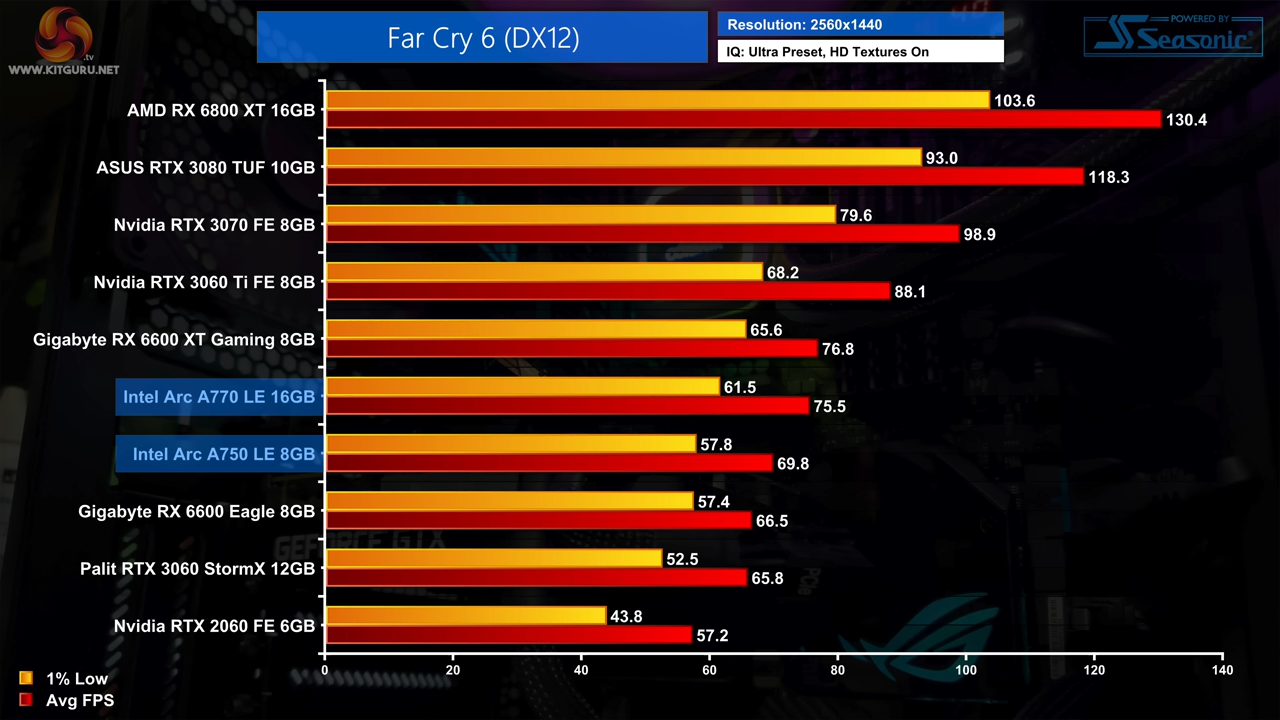 .tv
WWW.KITGURU.NET
Far Cry 6 (DX12)
Resolution: 2560x1440
IQ: Ultra Preset, HD Textures On
POWERED BY
Seasonic
AMD RX 6800 XT 16GB
103.6
130.4
ASUS RTX 3080 TUF 10GB
93.0
118.3
Nvidia RTX 3070 FE 8GB
79.6
98.9
Nvidia RTX 3060 Ti FE 8GB
68.2
88.1
Gigabyte RX 6600 XT Gaming 8GB
65.6
76.8
Intel Arc A770 LE 16GB
61.5
75.5
Intel Arc A750 LE 8GB
57.8
69.8
Gigabyte RX 6600 Eagle 8GB
57.4
66.5
GEFORCE GTX
Palit RTX 3060 StormX 12GB
52.5
65.8
PCIe
Nvidia RTX 2060 FE 6GB
43.8
57.2
0 20 40 60 80 100 120 140
1% Low
Avg FPS